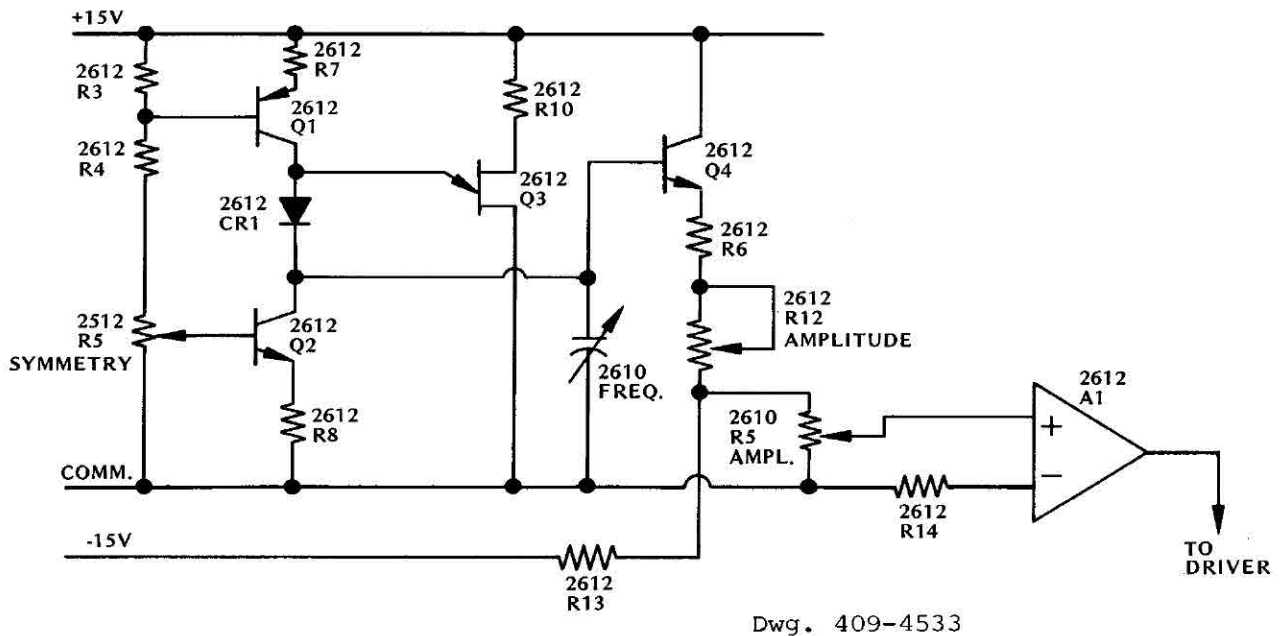 +15V
2612
R3
2612
R7
2612
Q1
2612
R10
2612
Q4
2612
R4
2612
CR1
2612
Q3
2612
R6
2512
R5
SYMMETRY
2612
Q2
2612
R12
AMPLITUDE
2610
FREQ.
2612
R8
2610
R5
AMPL.
2612
A1
+
−
COMM.
2612
R14
-15V
2612
R13
TO
DRIVER
Dwg. 409-4533